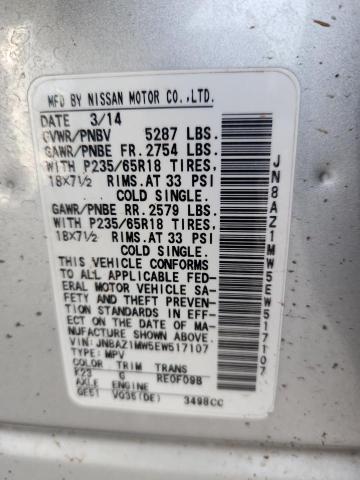 MFD BY NISSAN MOTOR CO.,LTD.
DATE 3/14
GVWR/PNBV 5287 LBS.
GAWR/PNBE FR. 2754 LBS.
WITH P235/65R18 TIRES,
18X7½ RIMS. AT 33 PSI
COLD SINGLE.
GAWR/PNBE RR. 2579 LBS.
WITH P235/65R18 TIRES,
18X7½ RIMS. AT 33 PSI
COLD SINGLE.
THIS VEHICLE CONFORMS
TO ALL APPLICABLE FED-
ERAL MOTOR VEHICLE SA-
FETY AND THEFT PREVEN-
TION STANDARDS IN EFF-
ECT ON THE DATE OF MA-
NUFACTURE SHOWN ABOVE.
VIN: JN8AZ1MW5EW517107
TYPE: MPV
COLOR TRIM TRANS
K23 G RE0F09B
AXLE ENGINE
GE51 VQ35(DE) 3498CC
JN8AZ1MW5EW517107